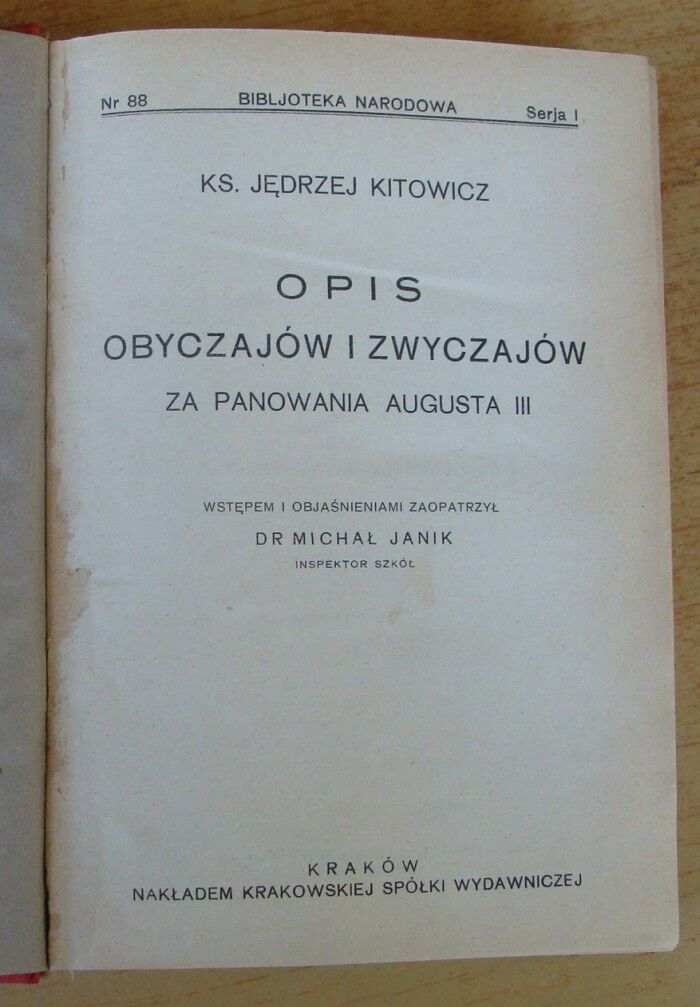 Nr 88 BIBLJOTEKA NARODOWA Serja I
KS. JĘDRZEJ KITOWICZ
OPIS
OBYCZAJÓW I ZWYCZAJÓW
ZA PANOWANIA AUGUSTA III
WSTĘPEM I OBJAŚNIENIAMI ZAOPATRZYŁ
DR MICHAŁ JANIK
INSPEKTOR SZKÓŁ
KRAKÓW
NAKŁADEM KRAKOWSKIEJ SPÓŁKI WYDAWNICZEJ